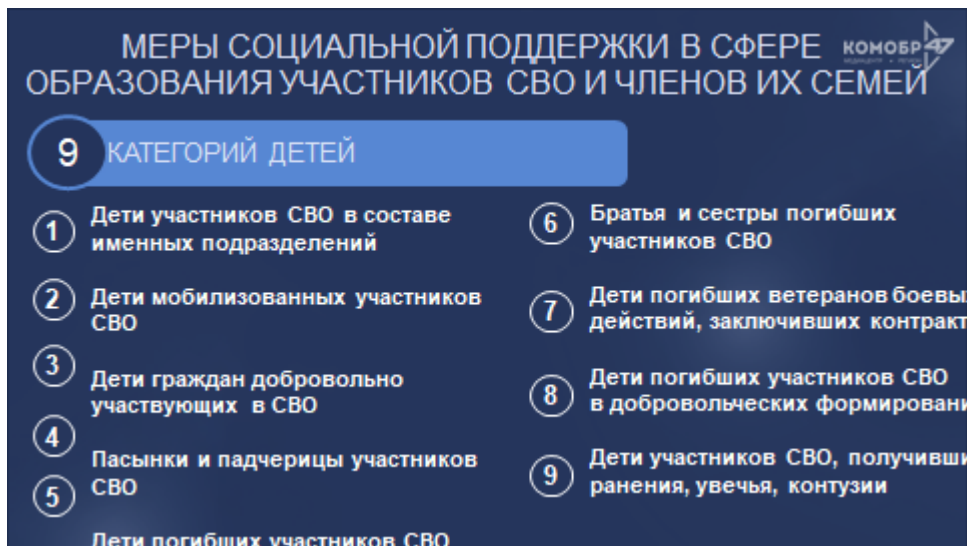 МЕРЫ СОЦИАЛЬНОЙ ПОДДЕРЖКИ В СФЕРЕ
ОБРАЗОВАНИЯ УЧАСТНИКОВ СВО И ЧЛЕНОВ ИХ СЕМЕЙ
КОМОБР 47
9 КАТЕГОРИЙ ДЕТЕЙ
1 Дети участников СВО в составе
именных подразделений
2 Дети мобилизованных участников
СВО
3 Дети граждан добровольно
участвующих в СВО
4 Пасынки и падчерицы участников
СВО
5 Дети погибших участников СВО
6 Братья и сестры погибших
участников СВО
7 Дети погибших ветеранов боевы
действий, заключивших контракт
8 Дети погибших участников СВО
в добровольческих формировани
9 Дети участников СВО, получивши
ранения, увечья, контузии